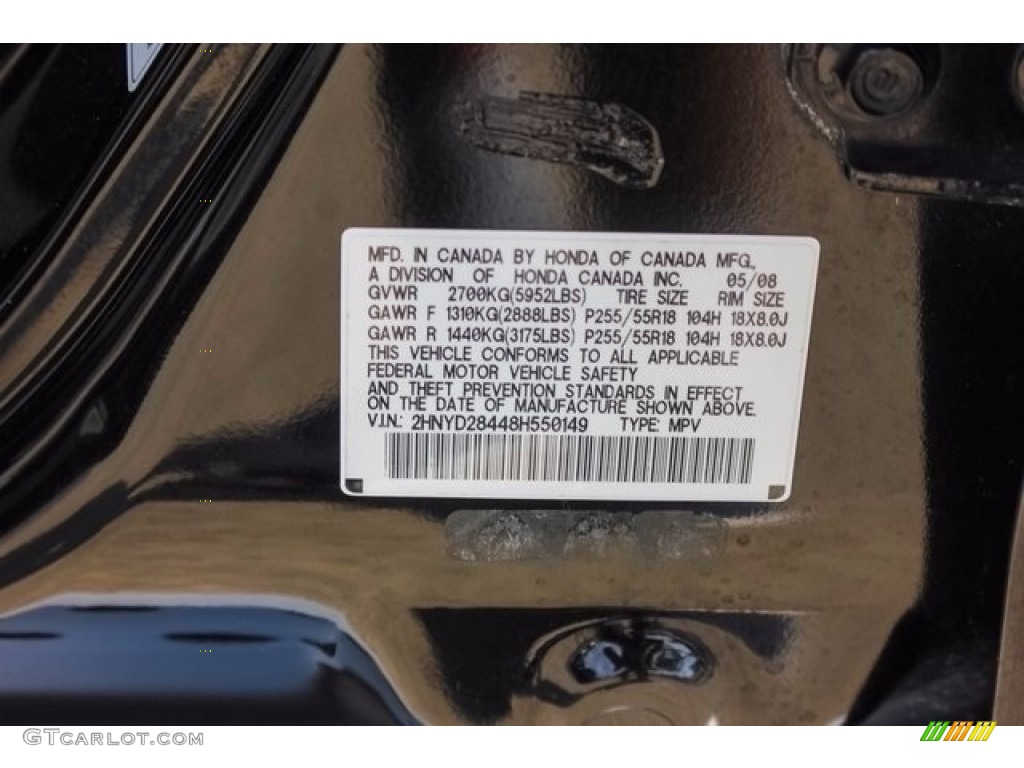 MFD. IN CANADA BY HONDA OF CANADA MFG.,
A DIVISION OF HONDA CANADA INC. 05/08
GVWR 2700KG(5952LBS) TIRE SIZE RIM SIZE
GAWR F 1310KG(2888LBS) P255/55R18 104H 18X8.0J
GAWR R 1440KG(3175LBS) P255/55R18 104H 18X8.0J
THIS VEHICLE CONFORMS TO ALL APPLICABLE
FEDERAL MOTOR VEHICLE SAFETY
AND THEFT PREVENTION STANDARDS IN EFFECT
ON THE DATE OF MANUFACTURE SHOWN ABOVE.
V.I.N.: 2HNYD28448H550149 TYPE: MPV
GTCarLot.com